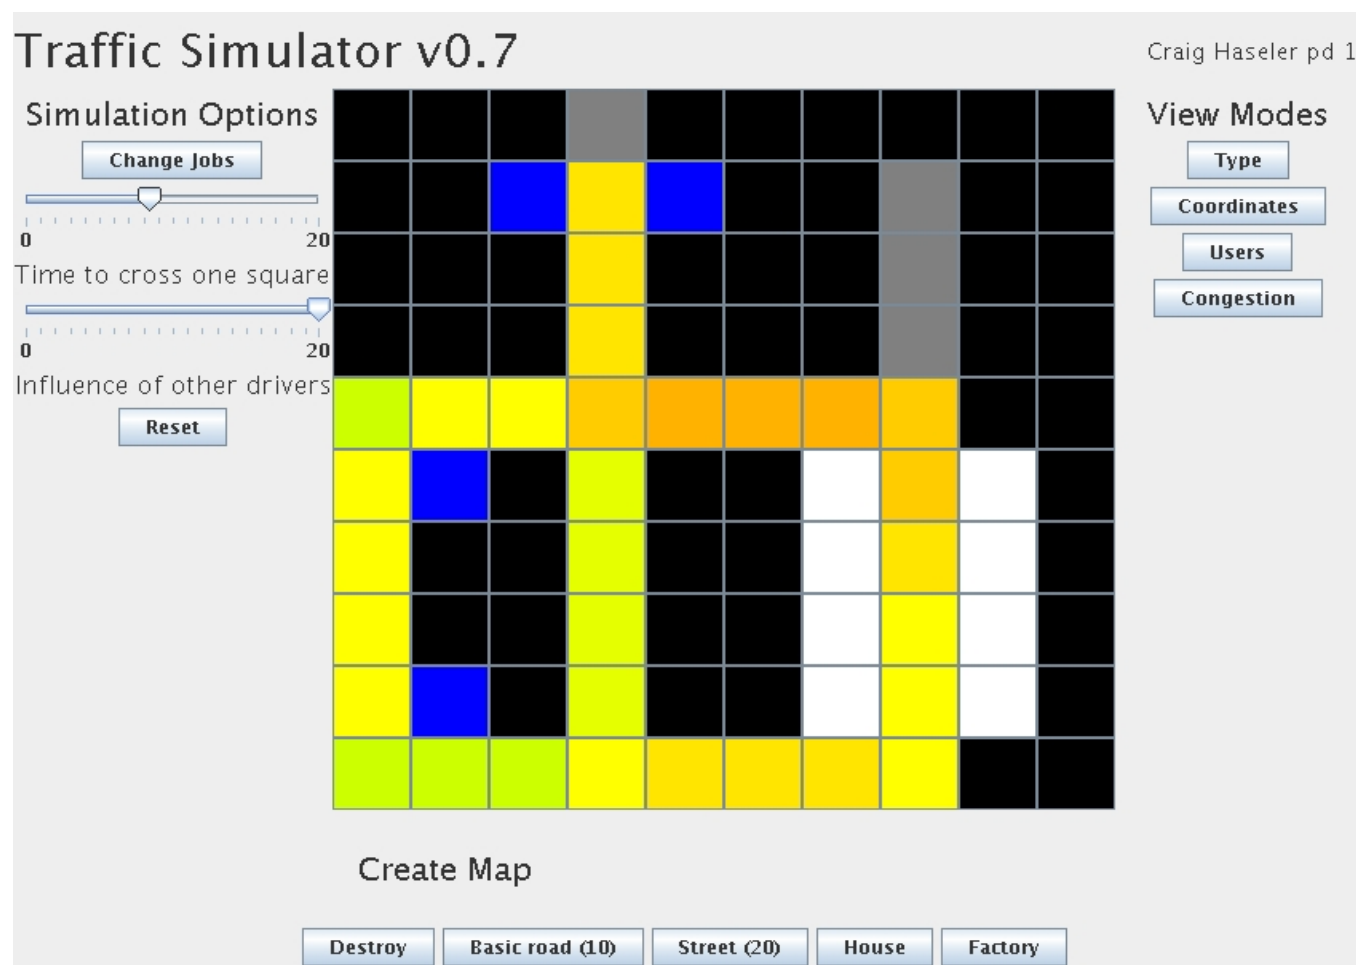 Traffic Simulator v0.7
Craig Haseler pd 1
Simulation Options
Change Jobs
0 20
Time to cross one square
0 20
Influence of other drivers
Reset
View Modes
Type
Coordinates
Users
Congestion
Create Map
Destroy
Basic road (10)
Street (20)
House
Factory